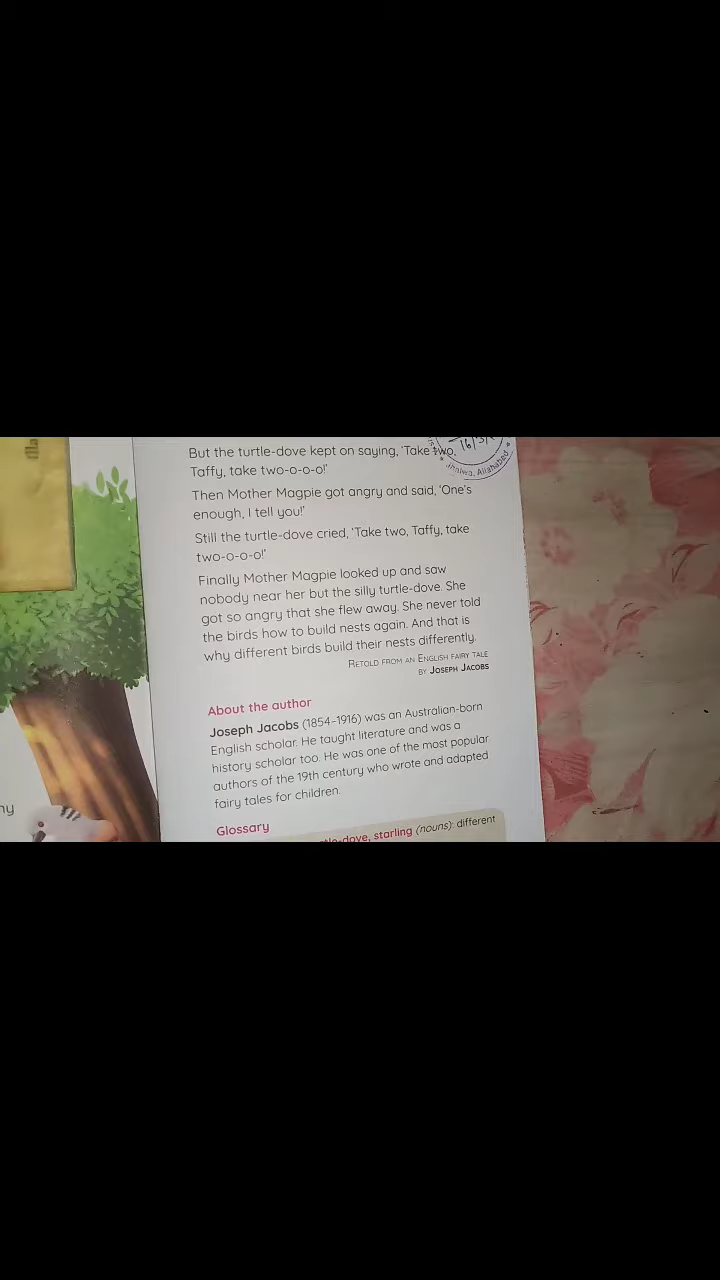 But the turtle-dove kept on saying, 'Take two,
Taffy, take two-o-o-o!'
Then Mother Magpie got angry and said, 'One's
enough, I tell you!'
Still the turtle-dove cried, 'Take two, Taffy, take
two-o-o-o!'
Finally Mother Magpie looked up and saw
nobody near her but the silly turtle-dove. She
got so angry that she flew away. She never told
the birds how to build nests again. And that is
why different birds build their nests differently.
RETOLD FROM AN ENGLISH FAIRY TALE
BY JOSEPH JACOBS
About the author
Joseph Jacobs (1854–1916) was an Australian-born
English scholar. He taught literature and was a
history scholar too. He was one of the most popular
authors of the 19th century who wrote and adapted
fairy tales for children.
Glossary
starling (nouns): different
Allahabad